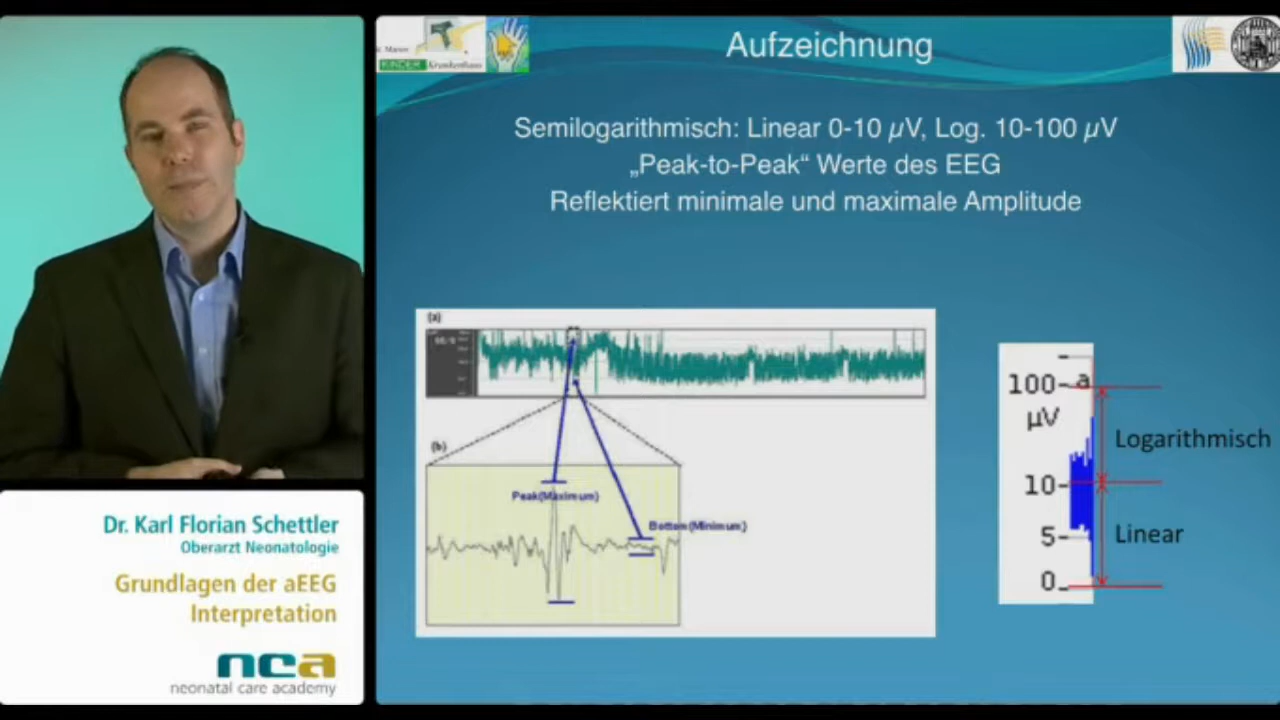 Aufzeichnung
Semilogarithmisch: Linear 0-10 µV, Log. 10-100 µV
„Peak-to-Peak“ Werte des EEG
Reflektiert minimale und maximale Amplitude
KINDER Krankenhaus
(a)
(b)
Peak(Maximum)
Bottom(Minimum)
100
a
µV
10
5
0
Logarithmisch
Linear
Dr. Karl Florian Schettler
Oberarzt Neonatologie
Grundlagen der aEEG
Interpretation
nca
neonatal care academy